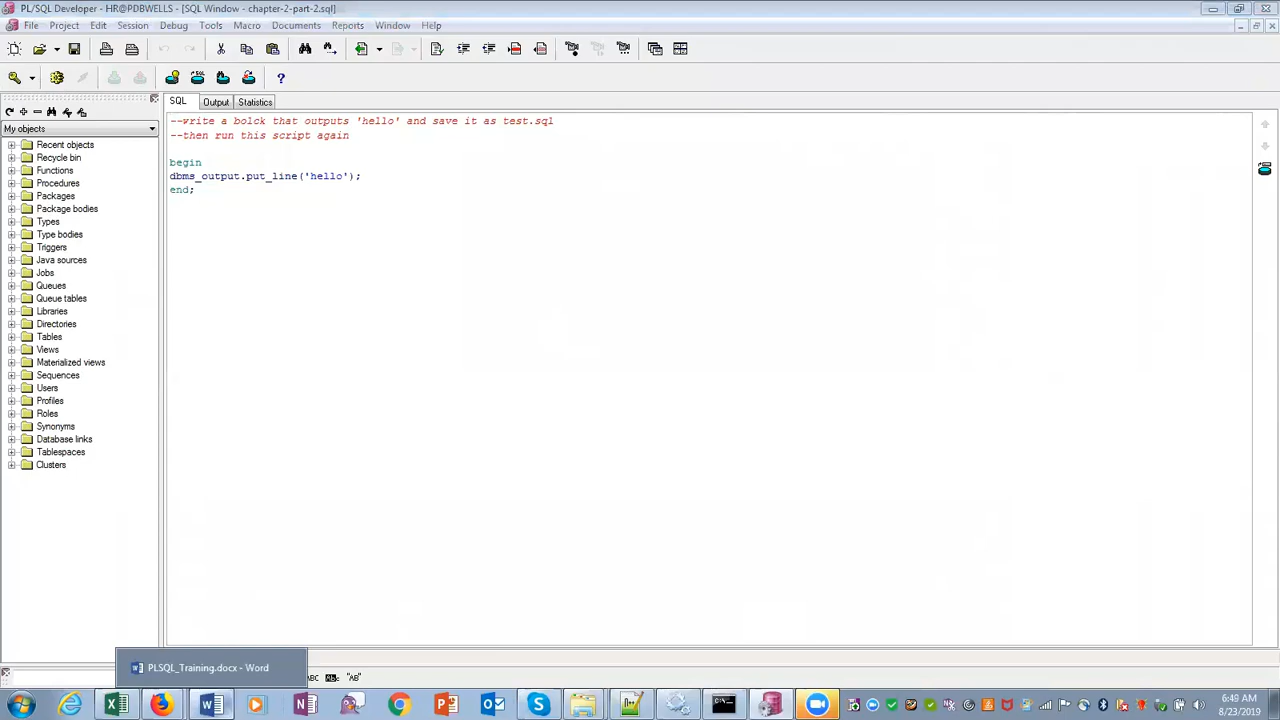 PL/SQL Developer - HR@PDBWELLS - [SQL Window - chapter-2-part-2.sql]
File Project Edit Session Debug Tools Macro Documents Reports Window Help
SQL Output Statistics
My objects
Recent objects
Recycle bin
Functions
Procedures
Packages
Package bodies
Types
Type bodies
Triggers
Java sources
Jobs
Queues
Queue tables
Libraries
Directories
Tables
Views
Materialized views
Sequences
Users
Profiles
Roles
Synonyms
Database links
Tablespaces
Clusters
--write a bolck that outputs 'hello' and save it as test.sql
--then run this script again
begin
dbms_output.put_line('hello');
end;
PLSQL_Training.docx - Word
ABC
"AB"
6:49 AM
8/23/2019